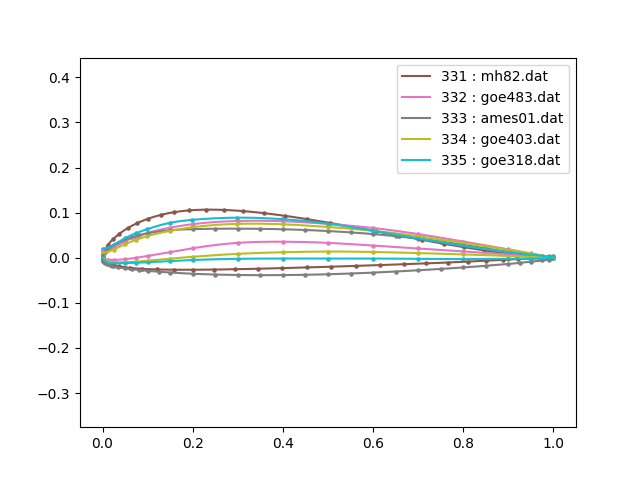 0.4
0.3
0.2
0.1
0.0
−0.1
−0.2
−0.3
0.0 0.2 0.4 0.6 0.8 1.0
331 : mh82.dat
332 : goe483.dat
333 : ames01.dat
334 : goe403.dat
335 : goe318.dat